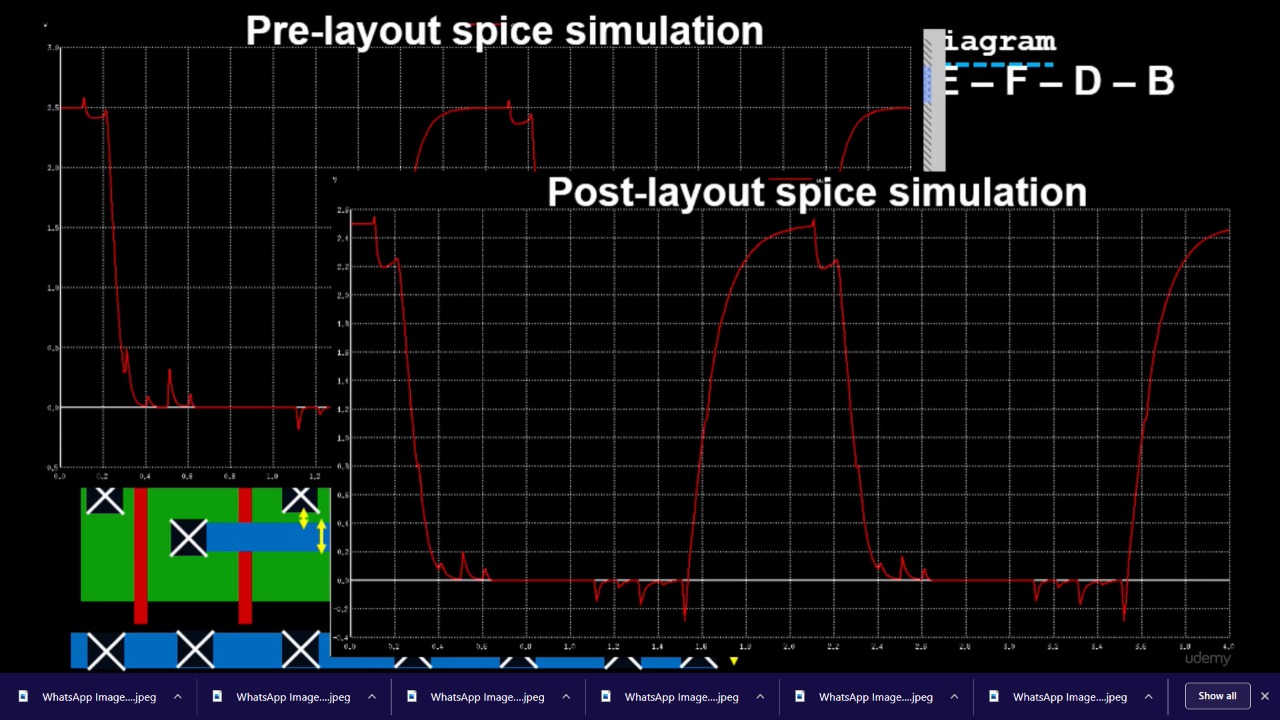 Pre-layout spice simulation
iagram
E – F – D – B
3.0
2.5
2.0
1.5
1.0
0.5
0.0
0.0 0.2 0.4 0.6 0.8 1.0 1.2
Post-layout spice simulation
2.6
2.4
2.2
2.0
1.8
1.6
1.4
1.2
1.0
0.8
0.6
0.4
0.2
0.0
-0.2
-0.4
0.0 0.2 0.4 0.6 0.8 1.0 1.2 1.4 1.6 1.8 2.0 2.2 2.4 2.6 2.8 3.0 3.2 3.4 3.6 3.8 4.0
udemy
WhatsApp Image....jpeg WhatsApp Image....jpeg WhatsApp Image....jpeg WhatsApp Image....jpeg WhatsApp Image....jpeg WhatsApp Image....jpeg Show all